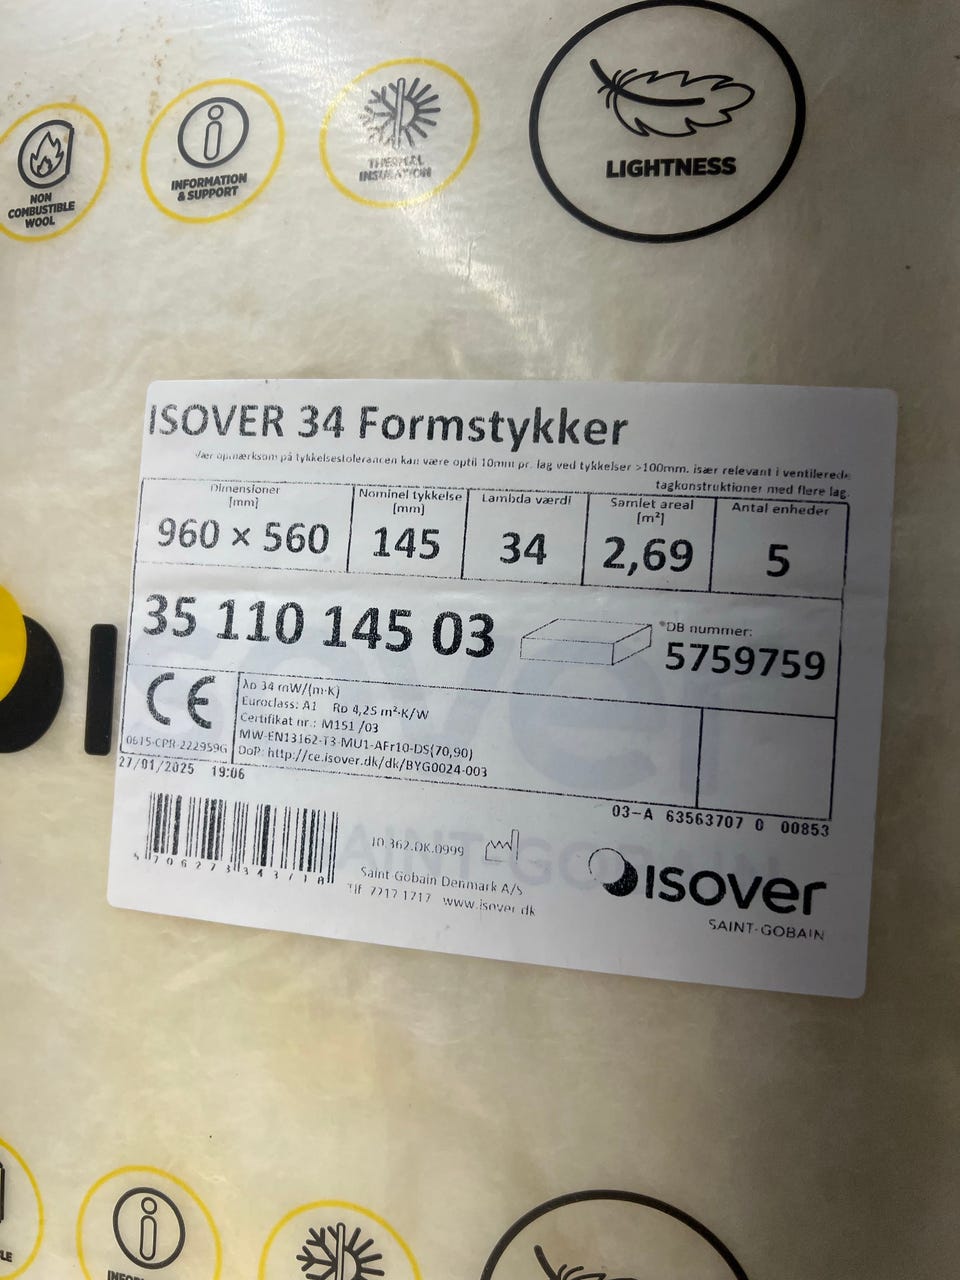 NON
COMBUSTIBLE
WOOL
INFORMATION
& SUPPORT
THERMAL
INSULATION
LIGHTNESS
ISOVER 34 Formstykker
Vær opmærksom på tykkelsestolerancen kan være optil 10mm pr. lag ved tykkelser >100mm. især relevant i ventilerede
tagkonstruktioner med flere lag.
Dimensioner [mm] Nominel tykkelse [mm] Lambda værdi Samlet areal [m²] Antal enheder
960 × 560 145 34 2,69 5
35 110 145 03
*DB nummer:
5759759
CE
0615-CPR-222959G
λD 34 mW/(m·K)
Euroclass: A1 RD 4,25 m²·K/W
Certifikat nr.: M151 /03
MW-EN13162-T3-MU1-AFr10-DS(70,90)
DoP: http://ce.isover.dk/dk/BYG0024-003
27/01/2025 19:06
03-A 63563707 0 00853
5 706273 343718
10.362.DK.0999
Saint-Gobain Denmark A/S
Tlf 7217 1717 www.isover.dk
isover
SAINT-GOBAIN